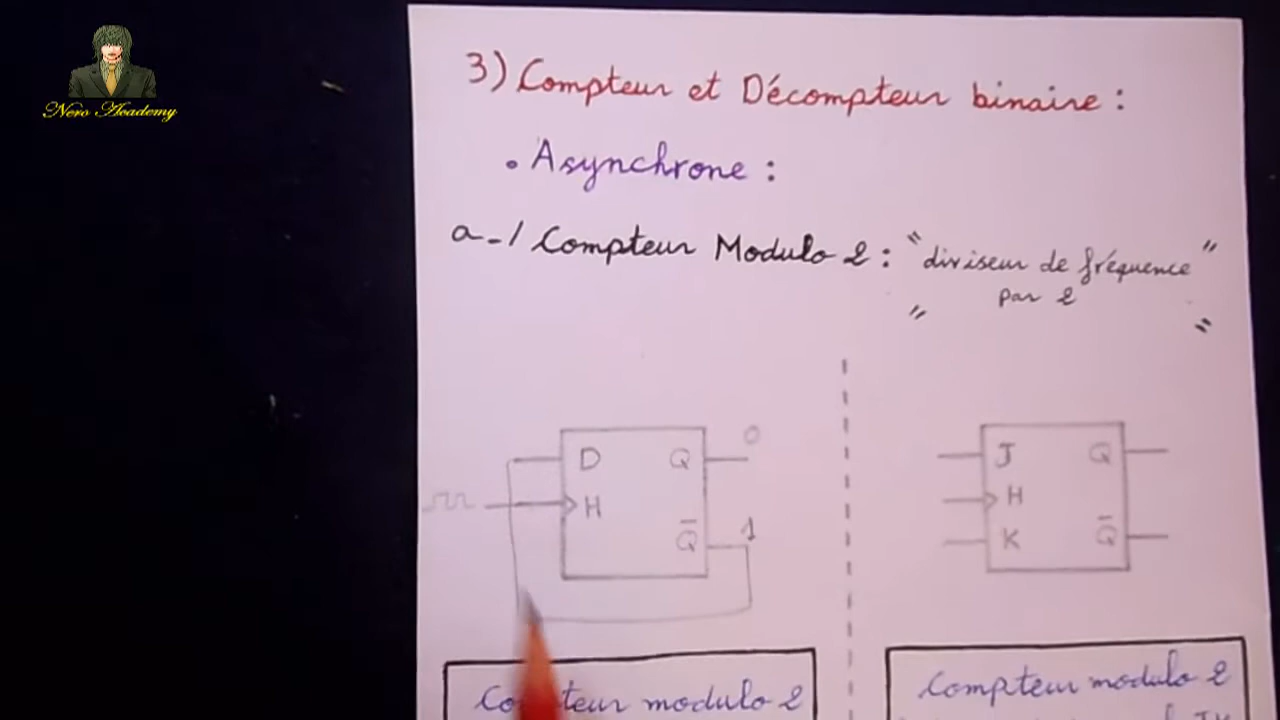 Nero Academy
3) Compteur et Décompteur binaire :
• Asynchrone :
a-/ Compteur Modulo 2 : "diviseur de fréquence"
" par 2 "
0
D Q
H
1
Q̅
J Q
H
K Q̅
modulo 2
Compteur modulo 2